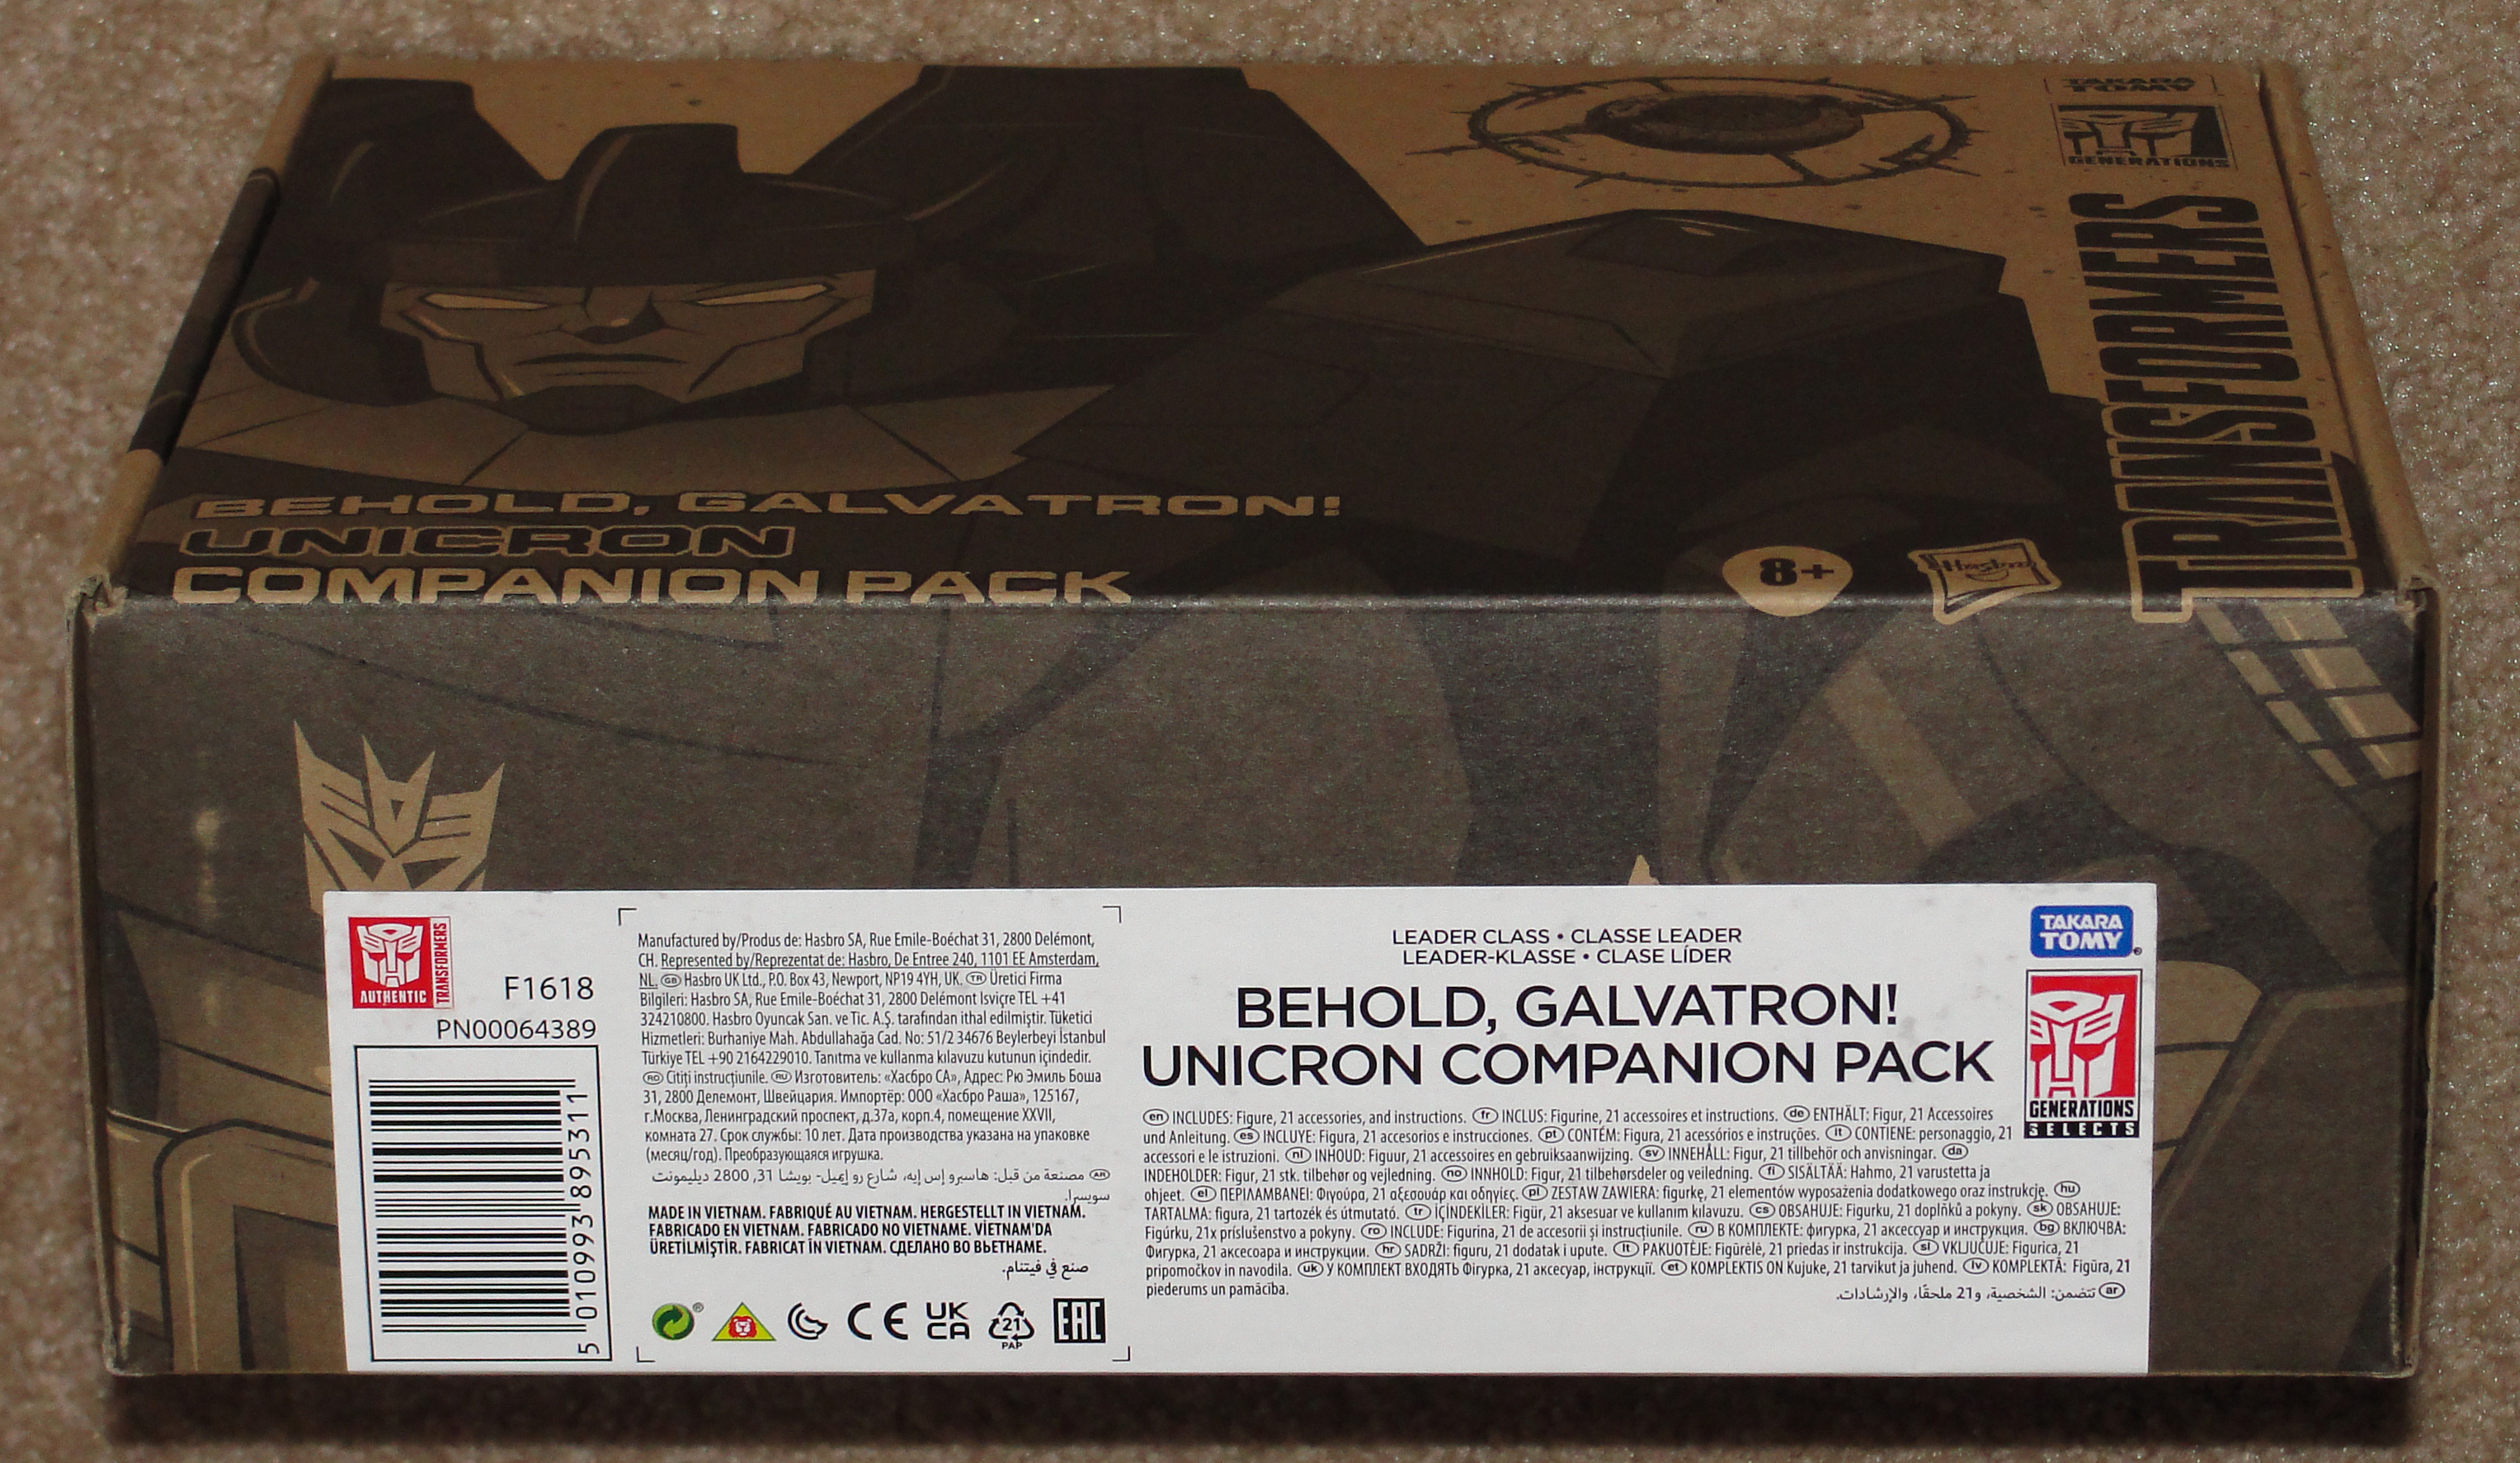 TAKARA
TOMY
GENERATIONS
TRANSFORMERS
BEHOLD, GALVATRON!
UNICRON
COMPANION PACK
8+
Hasbro
AUTHENTIC
TRANSFORMERS
F1618
PN00064389
5 010993 895311
Manufactured by/Produs de: Hasbro SA, Rue Emile-Boéchat 31, 2800 Delémont,
CH. Represented by/Reprezentat de: Hasbro, De Entree 240, 1101 EE Amsterdam,
NL. GB Hasbro UK Ltd., P.O. Box 43, Newport, NP19 4YH, UK. TR Üretici Firma
Bilgileri: Hasbro SA, Rue Emile-Boéchat 31, 2800 Delémont Isviçre TEL +41
324210800. Hasbro Oyuncak San. ve Tic. A.Ş. tarafından ithal edilmiştir. Tüketici
Hizmetleri: Burhaniye Mah. Abdullahağa Cad. No: 51/2 34676 Beylerbeyi İstanbul
Türkiye TEL +90 2164229010. Tanıtma ve kullanma kılavuzu kutunun içindedir.
RO Citiți instrucțiunile. RU Изготовитель: «Хасбро СА», Адрес: Рю Эмиль Боша
31, 2800 Делемонт, Швейцария. Импортёр: ООО «Хасбро Раша», 125167,
г.Москва, Ленинградский проспект, д.37а, корп.4, помещение XXVII,
комната 27. Срок службы: 10 лет. Дата производства указана на упаковке
(месяц/год). Преобразующаяся игрушка.
AR مصنعة من قبل: هاسبرو إس إيه، شارع رو إميل- بويشا 31, 2800 ديليمونت
سويسرا.
MADE IN VIETNAM. FABRIQUÉ AU VIETNAM. HERGESTELLT IN VIETNAM.
FABRICADO EN VIETNAM. FABRICADO NO VIETNAME. VİETNAM'DA
ÜRETİLMİŞTİR. FABRICAT ÎN VIETNAM. СДЕЛАНО ВО ВЬЕТНАМЕ.
صنع في فيتنام.
CE
UK
CA
21
PAP
EAC
LEADER CLASS • CLASSE LEADER
LEADER-KLASSE • CLASE LÍDER
BEHOLD, GALVATRON!
UNICRON COMPANION PACK
TAKARA
TOMY
GENERATIONS
SELECTS
en INCLUDES: Figure, 21 accessories, and instructions. fr INCLUS: Figurine, 21 accessoires et instructions. de ENTHÄLT: Figur, 21 Accessoires
und Anleitung. es INCLUYE: Figura, 21 accesorios e instrucciones. pt CONTÉM: Figura, 21 acessórios e instruções. it CONTIENE: personaggio, 21
accessori e le istruzioni. nl INHOUD: Figuur, 21 accessoires en gebruiksaanwijzing. sv INNEHÅLL: Figur, 21 tillbehör och anvisningar. da
INDEHOLDER: Figur, 21 stk. tilbehør og vejledning. no INNHOLD: Figur, 21 tilbehørsdeler og veiledning. fi SISÄLTÄÄ: Hahmo, 21 varustetta ja
ohjeet. el ΠΕΡΙΛΑΜΒΑΝΕΙ: Φιγούρα, 21 αξεσουάρ και οδηγίες. pl ZESTAW ZAWIERA: figurkę, 21 elementów wyposażenia dodatkowego oraz instrukcję. hu
TARTALMA: figura, 21 tartozék és útmutató. tr İÇİNDEKİLER: Figür, 21 aksesuar ve kullanım kılavuzu. cs OBSAHUJE: Figurku, 21 doplňků a pokyny. sk OBSAHUJE:
Figúrku, 21x príslušenstvo a pokyny. ro INCLUDE: Figurina, 21 de accesorii și instrucțiunile. ru В КОМПЛЕКТЕ: фигурка, 21 аксессуар и инструкция. bg ВКЛЮЧВА:
Фигурка, 21 аксесоара и инструкции. hr SADRŽI: figuru, 21 dodatak i upute. lt PAKUOTĖJE: Figūrėlė, 21 priedas ir instrukcija. sl VKLJUČUJE: Figurica, 21
pripomočkov in navodila. uk У КОМПЛЕКТ ВХОДЯТЬ Фігурка, 21 аксесуар, інструкції. et KOMPLEKTIS ON Kujuke, 21 tarvikut ja juhend. lv KOMPLEKTĀ: Figūra, 21
piederums un pamācība.
ar تتضمن: الشخصية، و21 ملحقًا، والإرشادات.